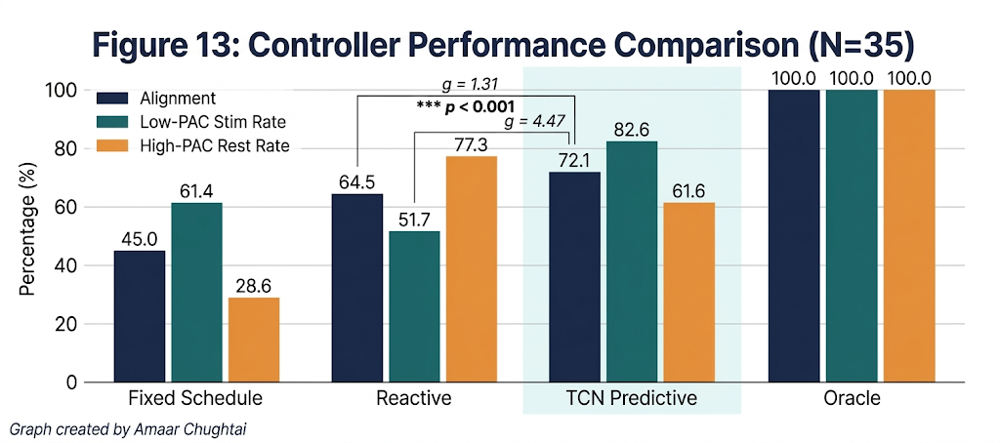 Figure 13: Controller Performance Comparison (N=35)
Percentage (%)
100
80
60
40
20
0
Alignment
Low-PAC Stim Rate
High-PAC Rest Rate
g = 1.31
*** p < 0.001
g = 4.47
45.0
61.4
28.6
64.5
51.7
77.3
72.1
82.6
61.6
100.0 100.0 100.0
Fixed Schedule Reactive TCN Predictive Oracle
Graph created by Amaar Chughtai